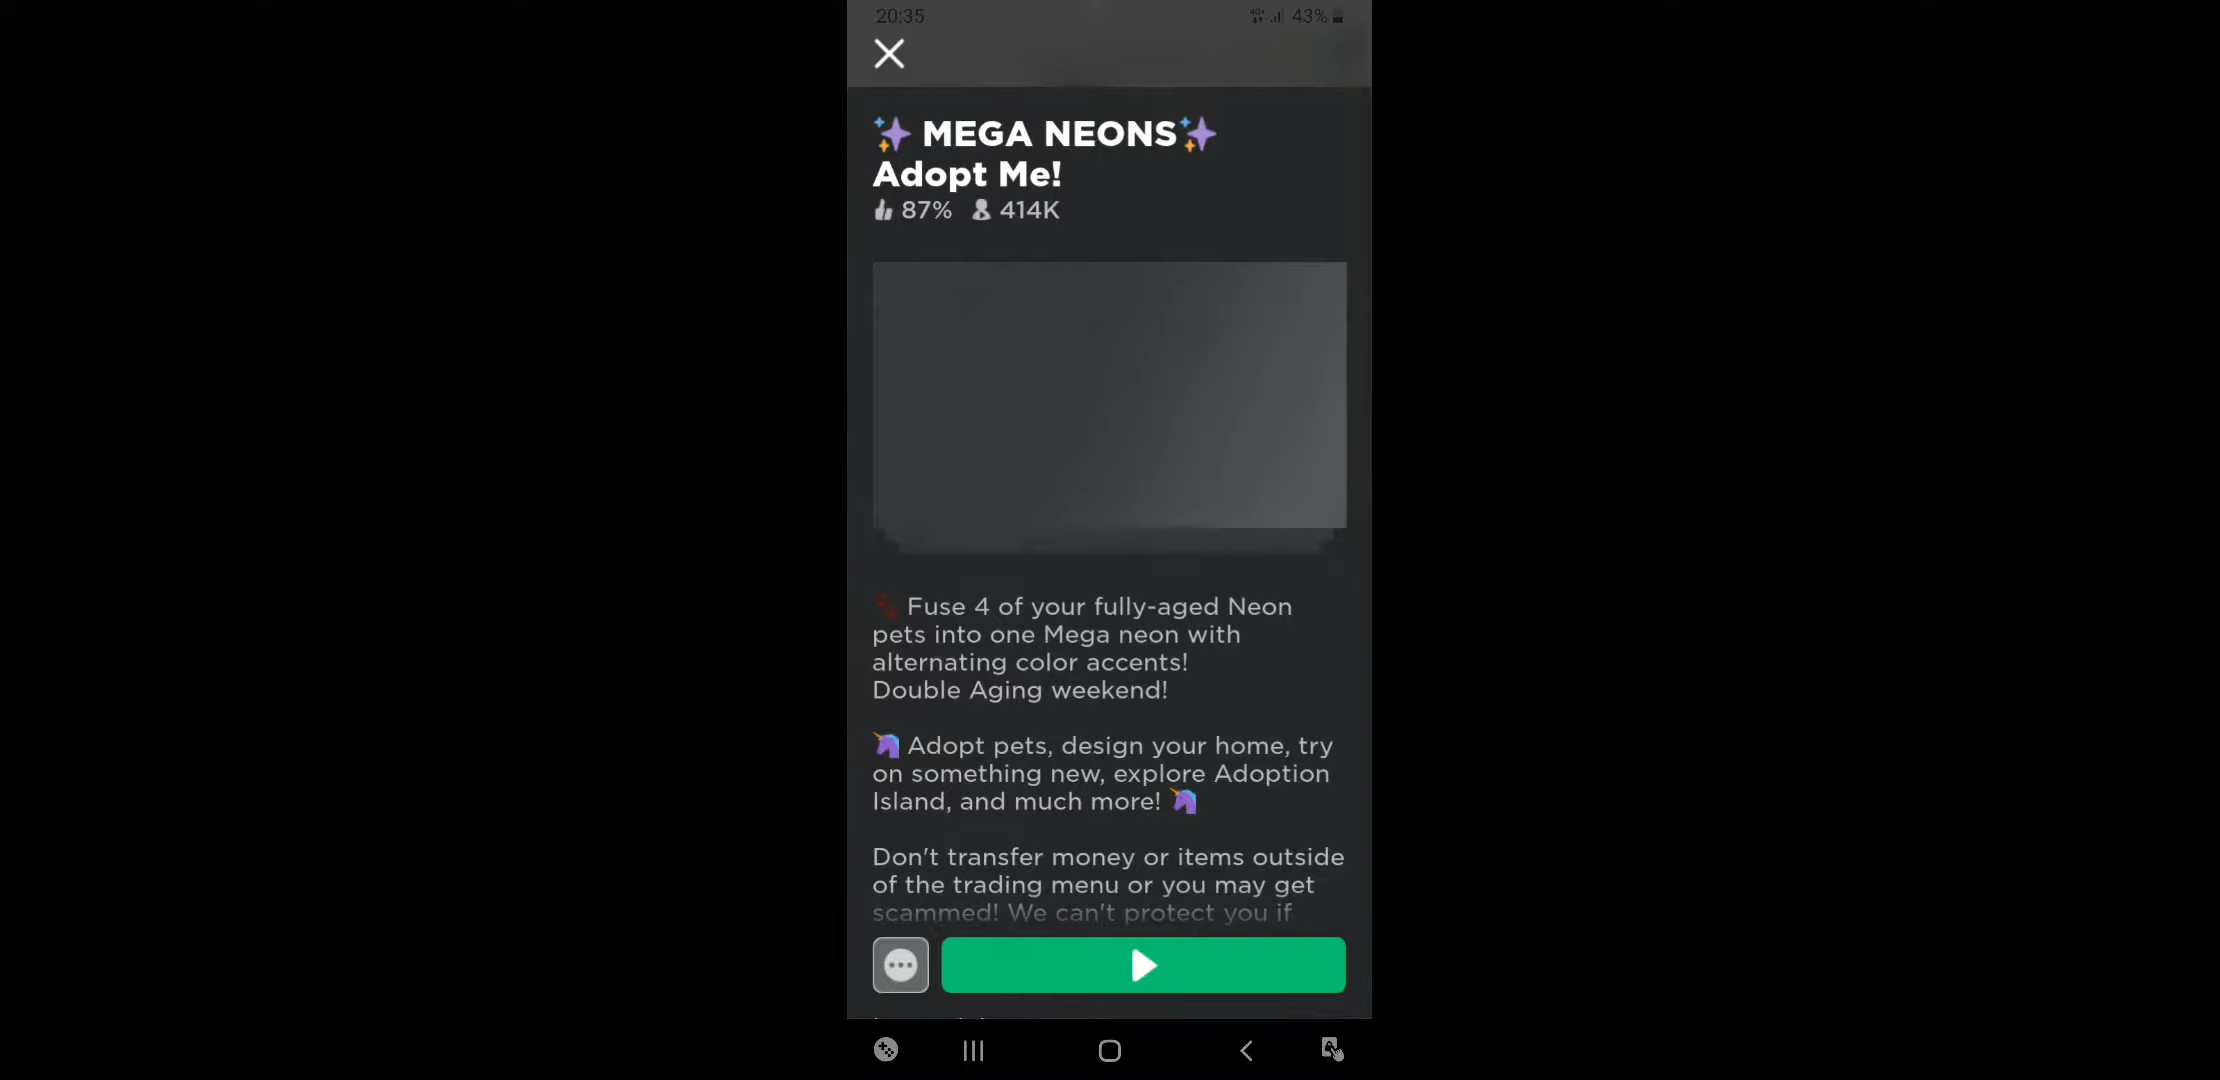 20:35
4G+ 43%
✨ MEGA NEONS✨
Adopt Me!
87% 414K
🐾 Fuse 4 of your fully-aged Neon
pets into one Mega neon with
alternating color accents!
Double Aging weekend!
🦄 Adopt pets, design your home, try
on something new, explore Adoption
Island, and much more! 🦄
Don't transfer money or items outside
of the trading menu or you may get
scammed! We can't protect you if